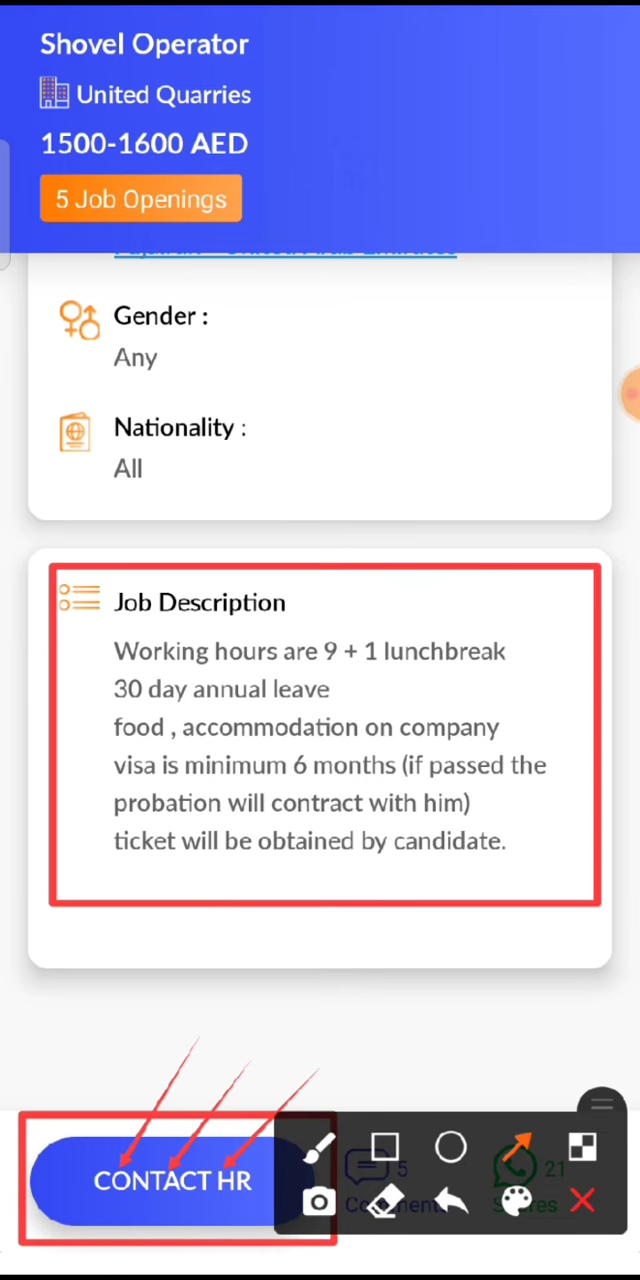 Shovel Operator
United Quarries
1500-1600 AED
5 Job Openings
Gender :
Any
Nationality :
All
Job Description
Working hours are 9 + 1 lunchbreak
30 day annual leave
food , accommodation on company
visa is minimum 6 months (if passed the
probation will contract with him)
ticket will be obtained by candidate.
CONTACT HR
5
21